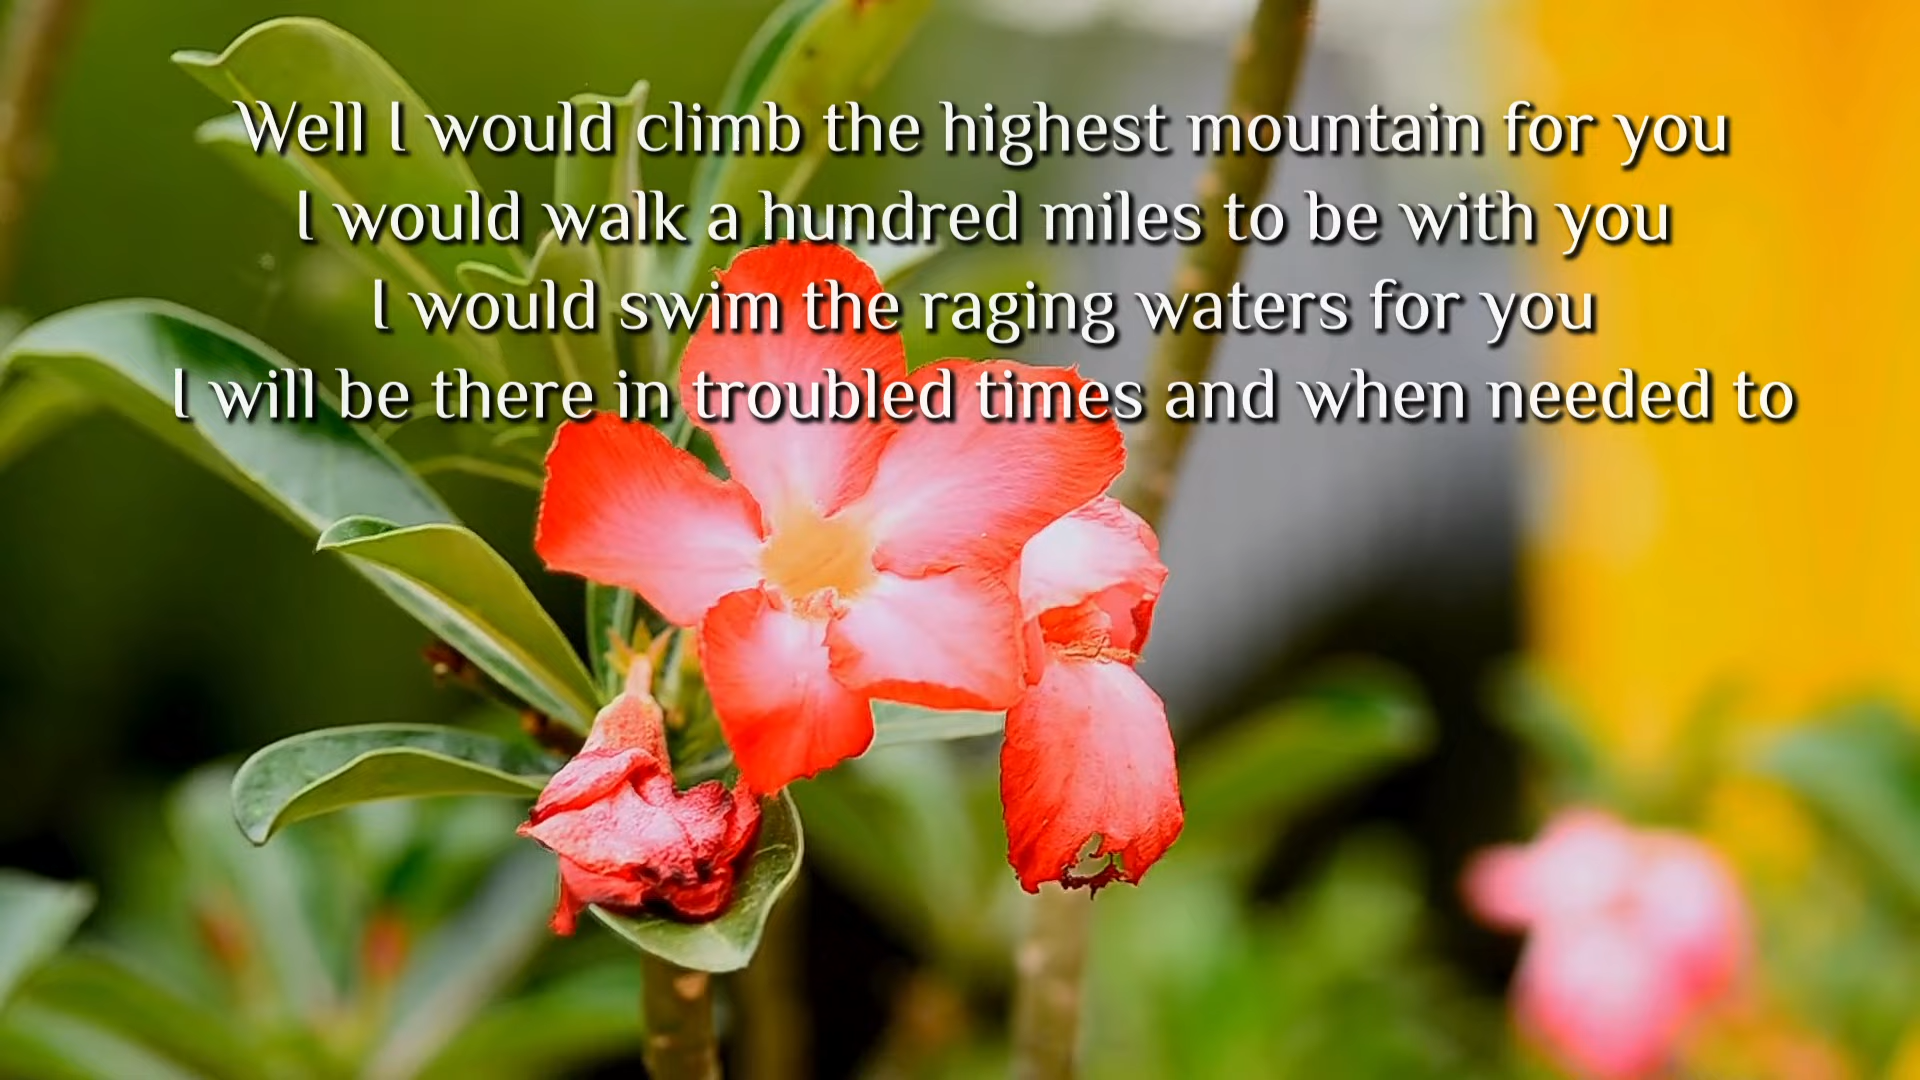 Well I would climb the highest mountain for you
I would walk a hundred miles to be with you
I would swim the raging waters for you
I will be there in troubled times and when needed to